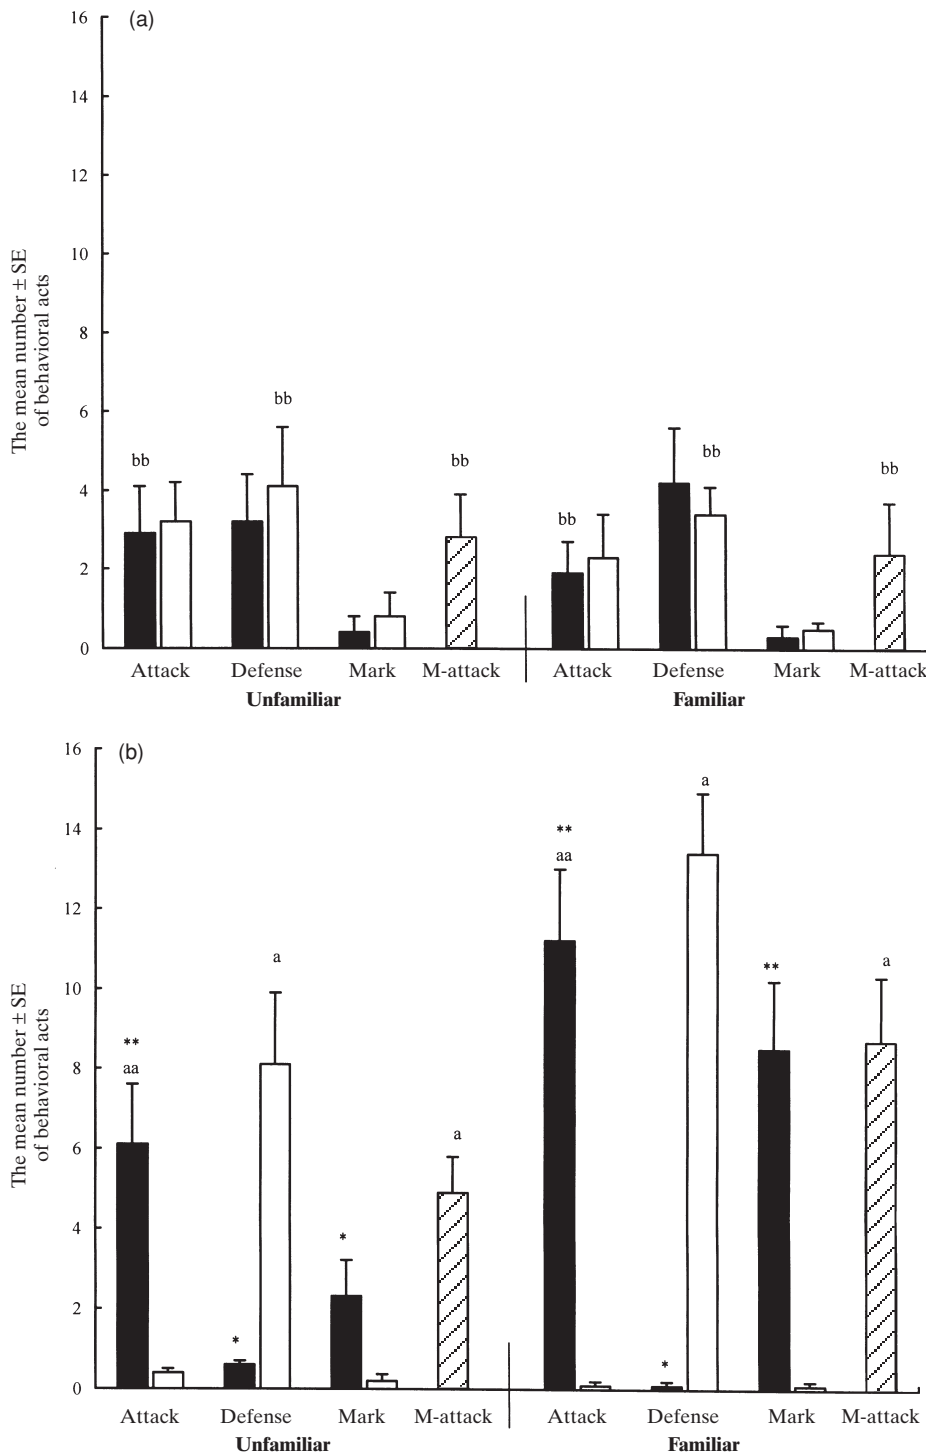 (a)
16
14
12
10
8
6
4
2
0
The mean number ± SE
of behavioral acts
bb
bb
bb
bb
bb
bb
Attack Defense Mark M-attack Attack Defense Mark M-attack
Unfamiliar Familiar
(b)
16
14
12
10
8
6
4
2
0
The mean number ± SE
of behavioral acts
**
aa
*
a
*
a
**
aa
*
a
**
a
Attack Defense Mark M-attack Attack Defense Mark M-attack
Unfamiliar Familiar